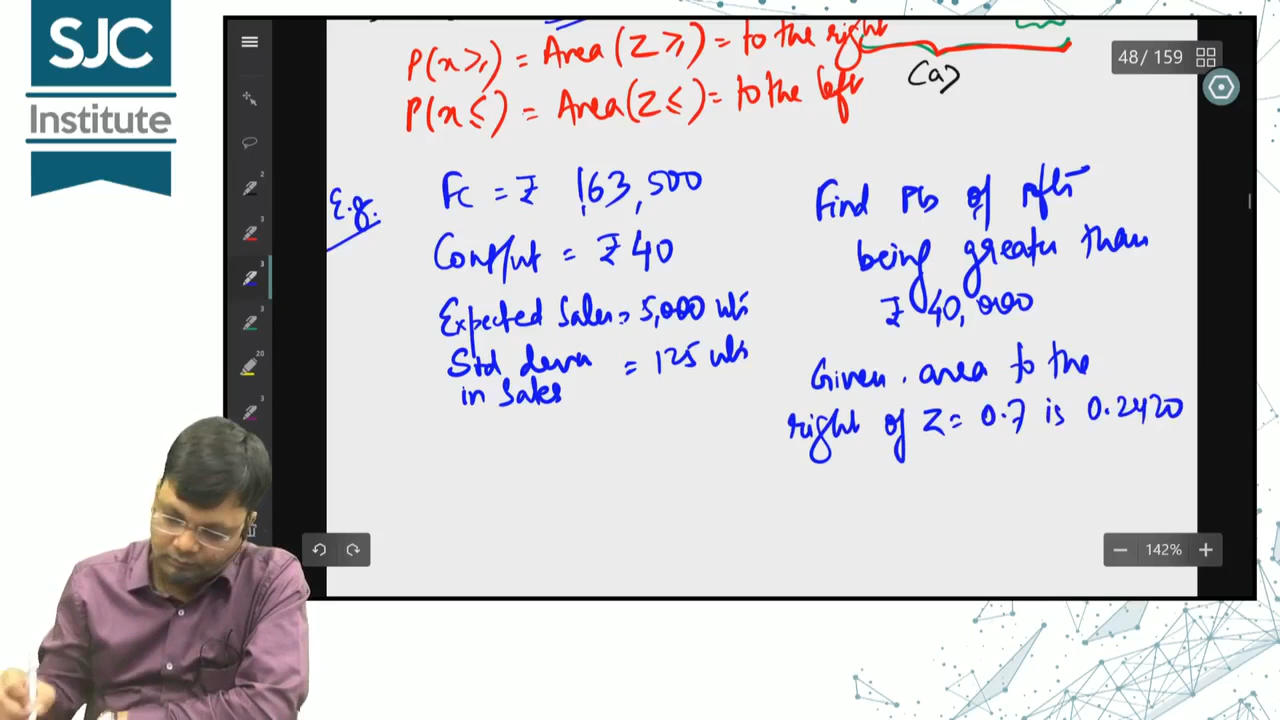 SJC
Institute
48 / 159
P(x ≥) = Area (Z ≥) = to the right
P(x ≤) = Area (Z ≤) = to the left
(a)
E.g.
FC = ₹ 1,63,500
Cont/ut = ₹ 40
Expected Sales = 5,000 uts
Std devn = 125 uts
in sales
Find Pb of
being greater than
₹ 40,000
Given, area to the
right of Z = 0.7 is 0.2420
142%